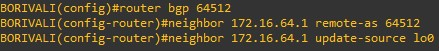 BORIVALI(config)#router bgp 64512
BORIVALI(config-router)#neighbor 172.16.64.1 remote-as 64512
BORIVALI(config-router)#neighbor 172.16.64.1 update-source lo0